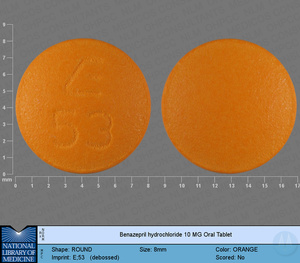 E
53
8
7
6
5
4
3
2
1
0
mm
0 1 2 3 4 5 6 7 8 9 10 11 12 13 14 15 16 17
NATIONAL
LIBRARY OF
MEDICINE
Benazepril hydrochloride 10 MG Oral Tablet
Shape: ROUND Size: 8mm Color: ORANGE
Imprint: E;53 (debossed) Scored: No